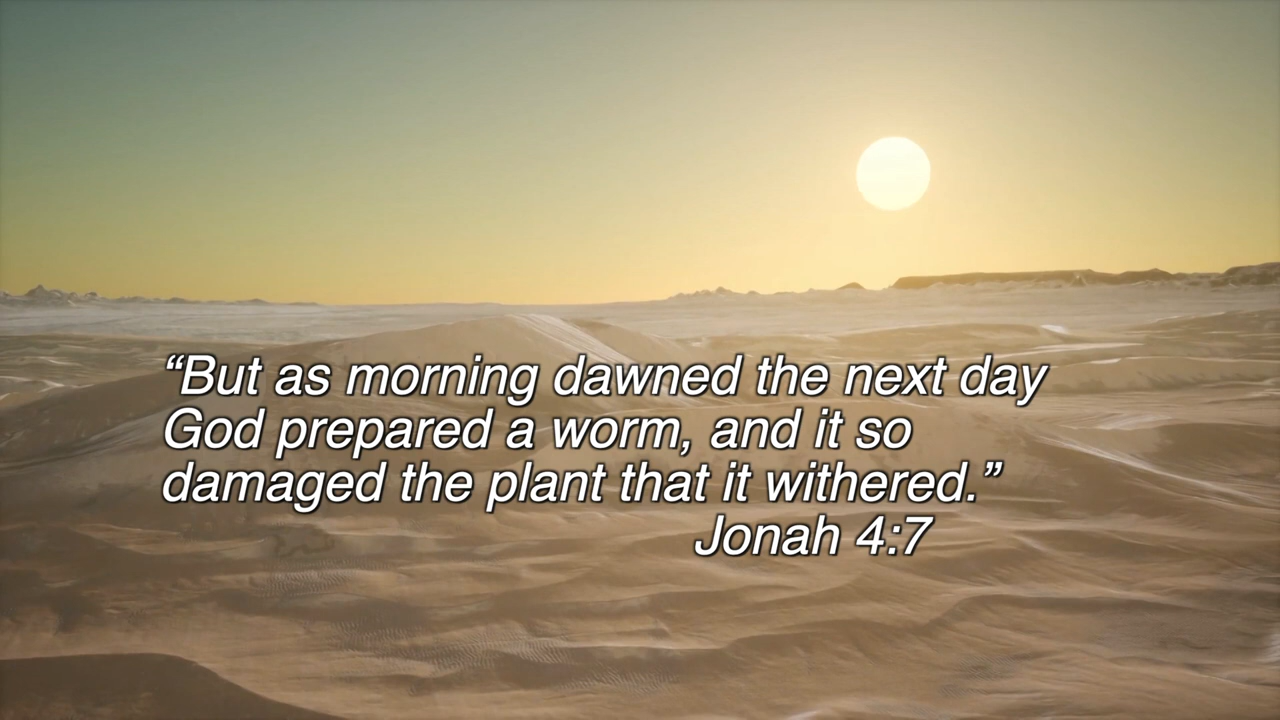 “But as morning dawned the next day
God prepared a worm, and it so
damaged the plant that it withered.”
Jonah 4:7